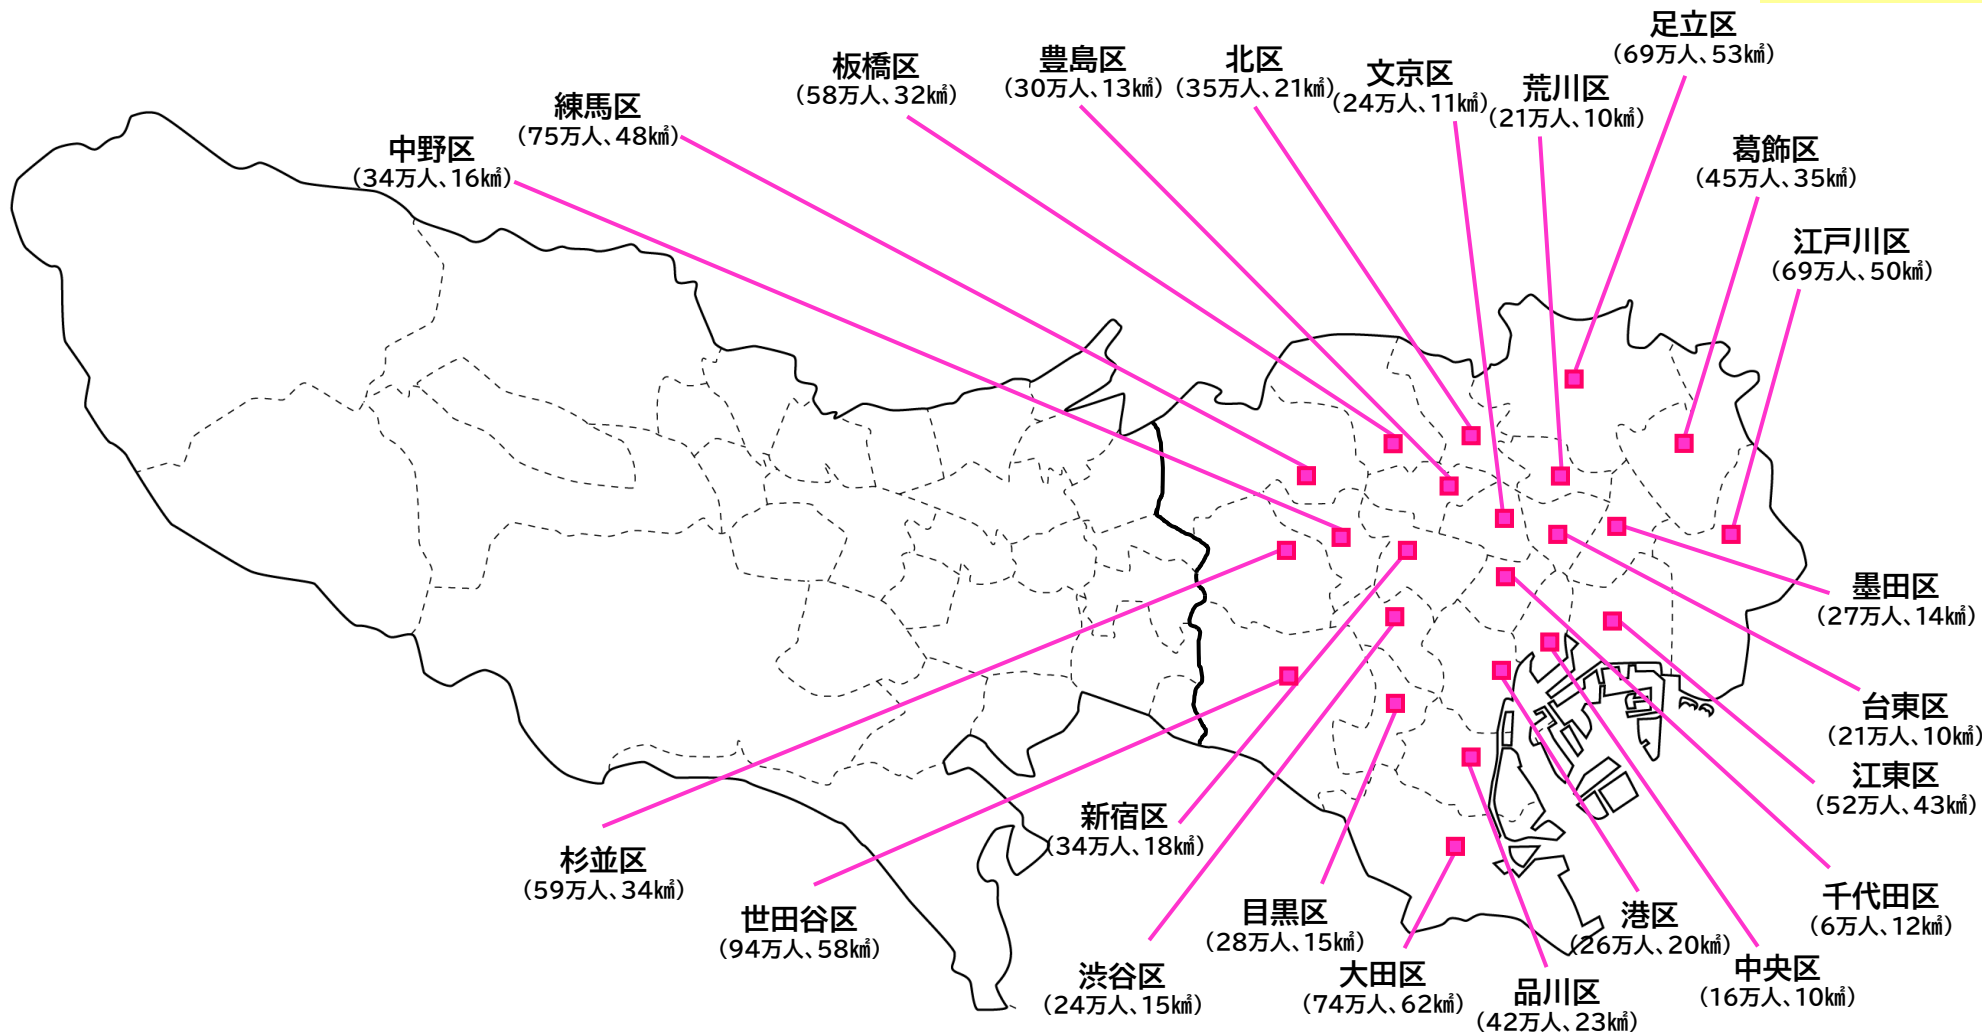 足立区
(69万人、53㎢)
板橋区
(58万人、32㎢)
豊島区
(30万人、13㎢)
北区
(35万人、21㎢)
文京区
(24万人、11㎢)
荒川区
(21万人、10㎢)
練馬区
(75万人、48㎢)
中野区
(34万人、16㎢)
葛飾区
(45万人、35㎢)
江戸川区
(69万人、50㎢)
墨田区
(27万人、14㎢)
台東区
(21万人、10㎢)
江東区
(52万人、43㎢)
新宿区
(34万人、18㎢)
杉並区
(59万人、34㎢)
世田谷区
(94万人、58㎢)
目黒区
(28万人、15㎢)
港区
(26万人、20㎢)
千代田区
(6万人、12㎢)
渋谷区
(24万人、15㎢)
大田区
(74万人、62㎢)
品川区
(42万人、23㎢)
中央区
(16万人、10㎢)